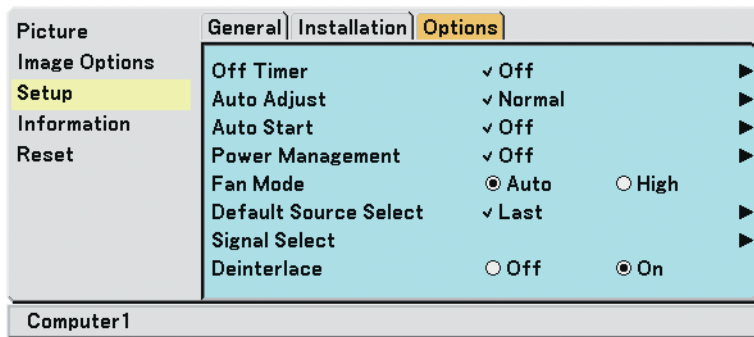 Picture
Image Options
Setup
Information
Reset
General Installation Options
Off Timer ✓ Off ▶
Auto Adjust ✓ Normal ▶
Auto Start ✓ Off ▶
Power Management ✓ Off ▶
Fan Mode ◉ Auto ○ High
Default Source Select ✓ Last ▶
Signal Select ▶
Deinterlace ○ Off ◉ On
Computer1